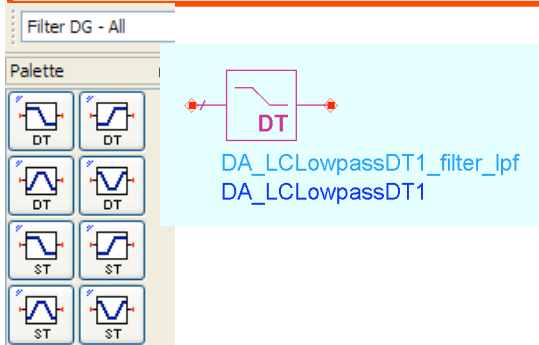 Filter DG - All
Palette
DT DT
DT DT
ST ST
ST ST
DT
DA_LCLowpassDT1_filter_lpf
DA_LCLowpassDT1